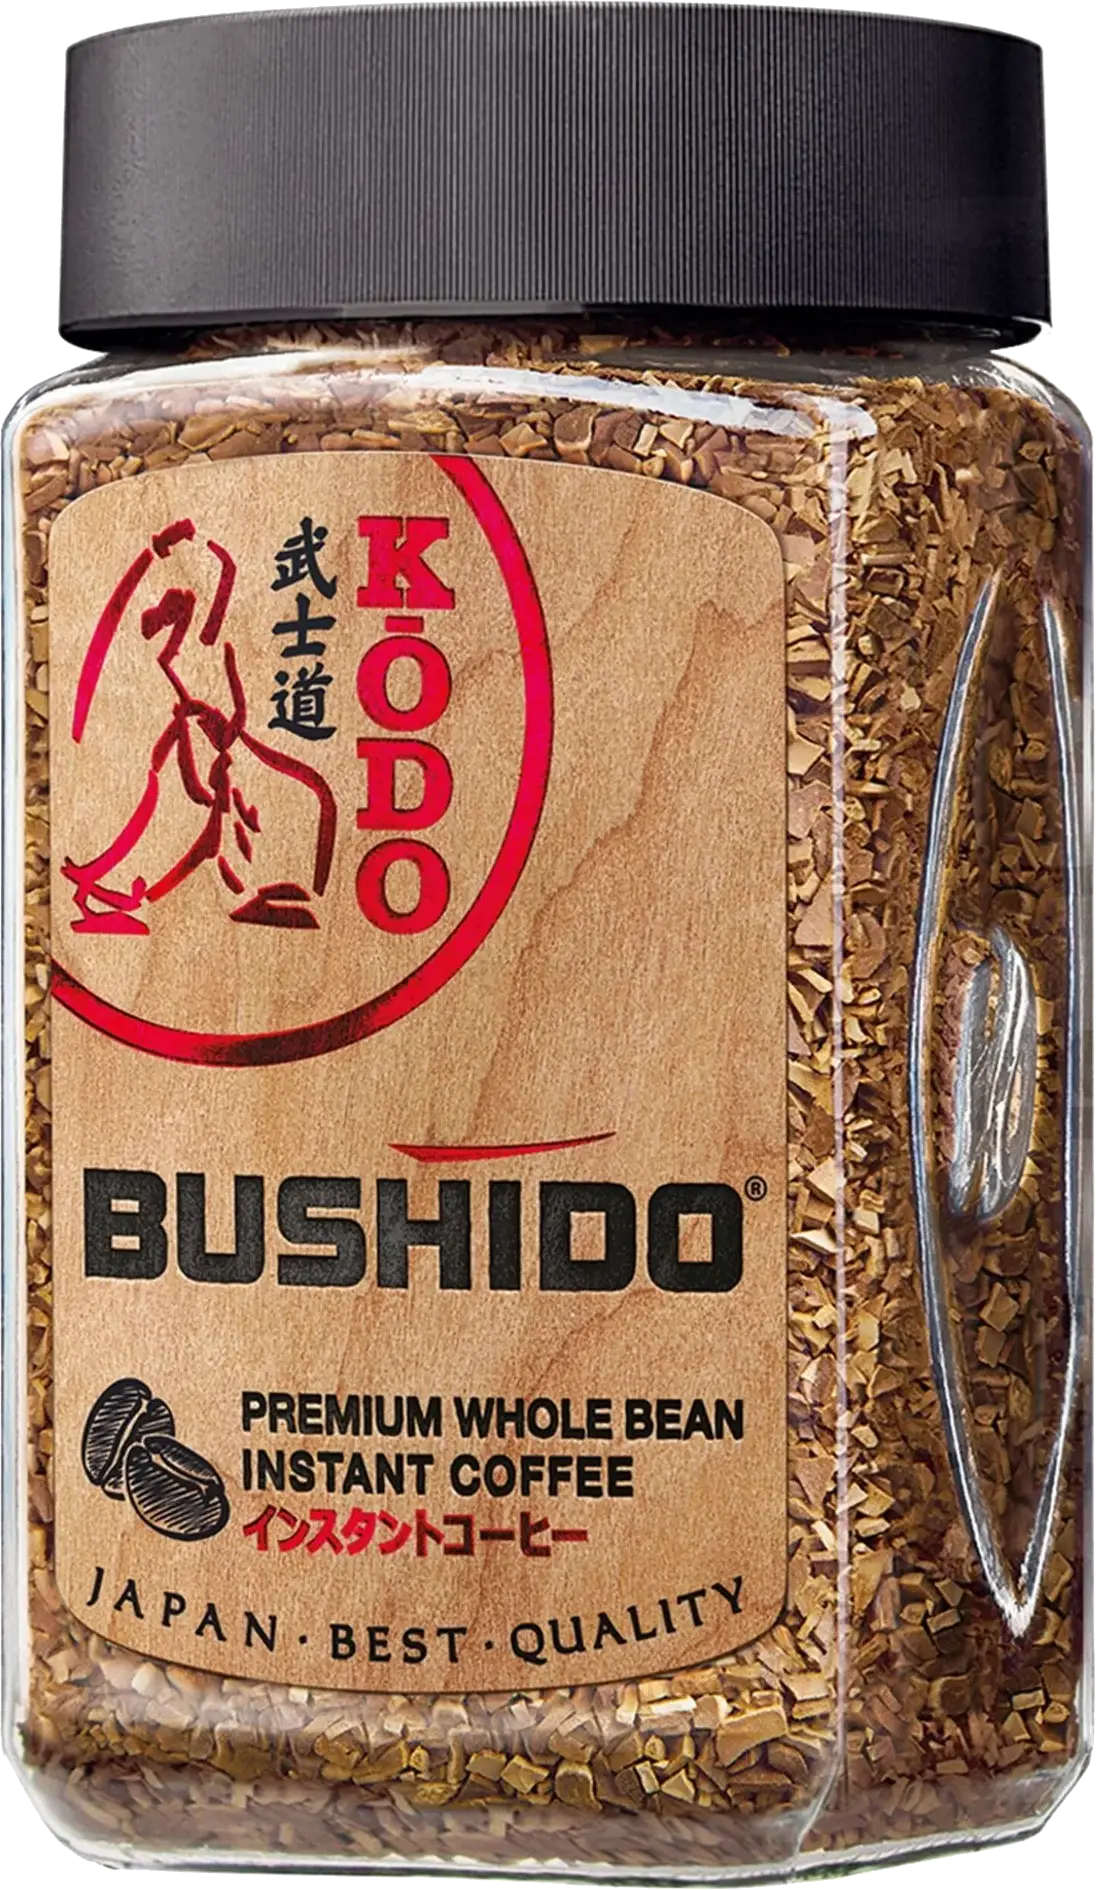 武士道
KŌDO
BUSHIDO®
PREMIUM WHOLE BEAN
INSTANT COFFEE
インスタントコーヒー
JAPAN · BEST · QUALITY